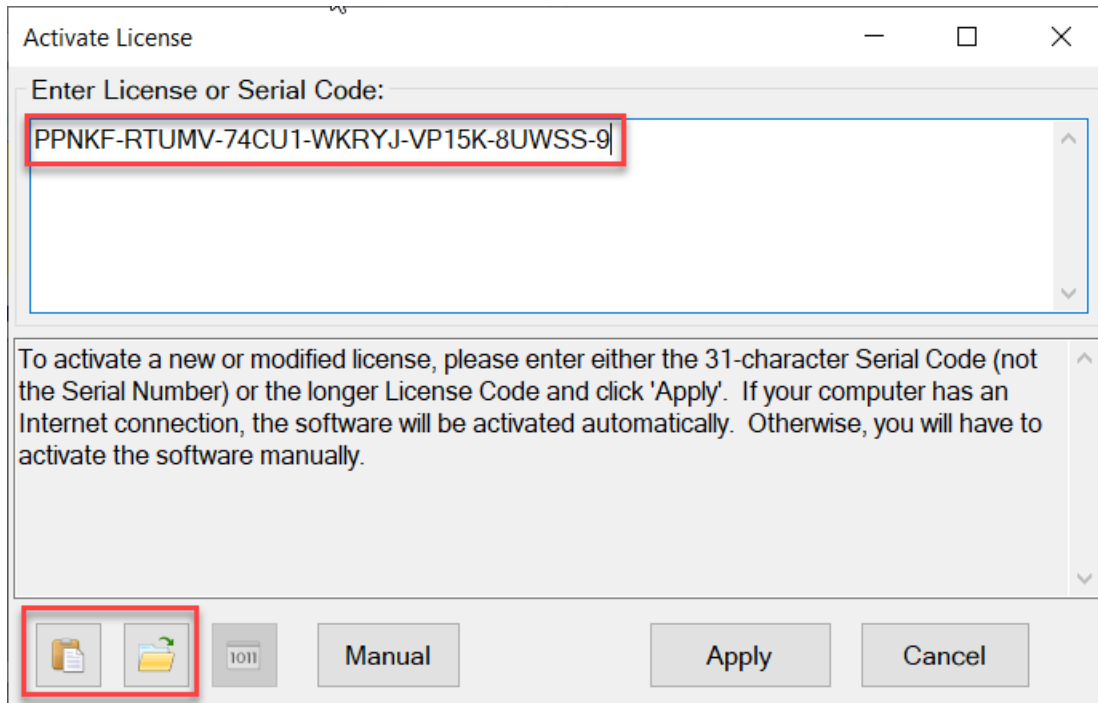 Activate License
Enter License or Serial Code:
PPNKF-RTUMV-74CU1-WKRYJ-VP15K-8UWSS-9
To activate a new or modified license, please enter either the 31-character Serial Code (not
the Serial Number) or the longer License Code and click 'Apply'.  If your computer has an
Internet connection, the software will be activated automatically.  Otherwise, you will have to
activate the software manually.
1011
Manual
Apply
Cancel